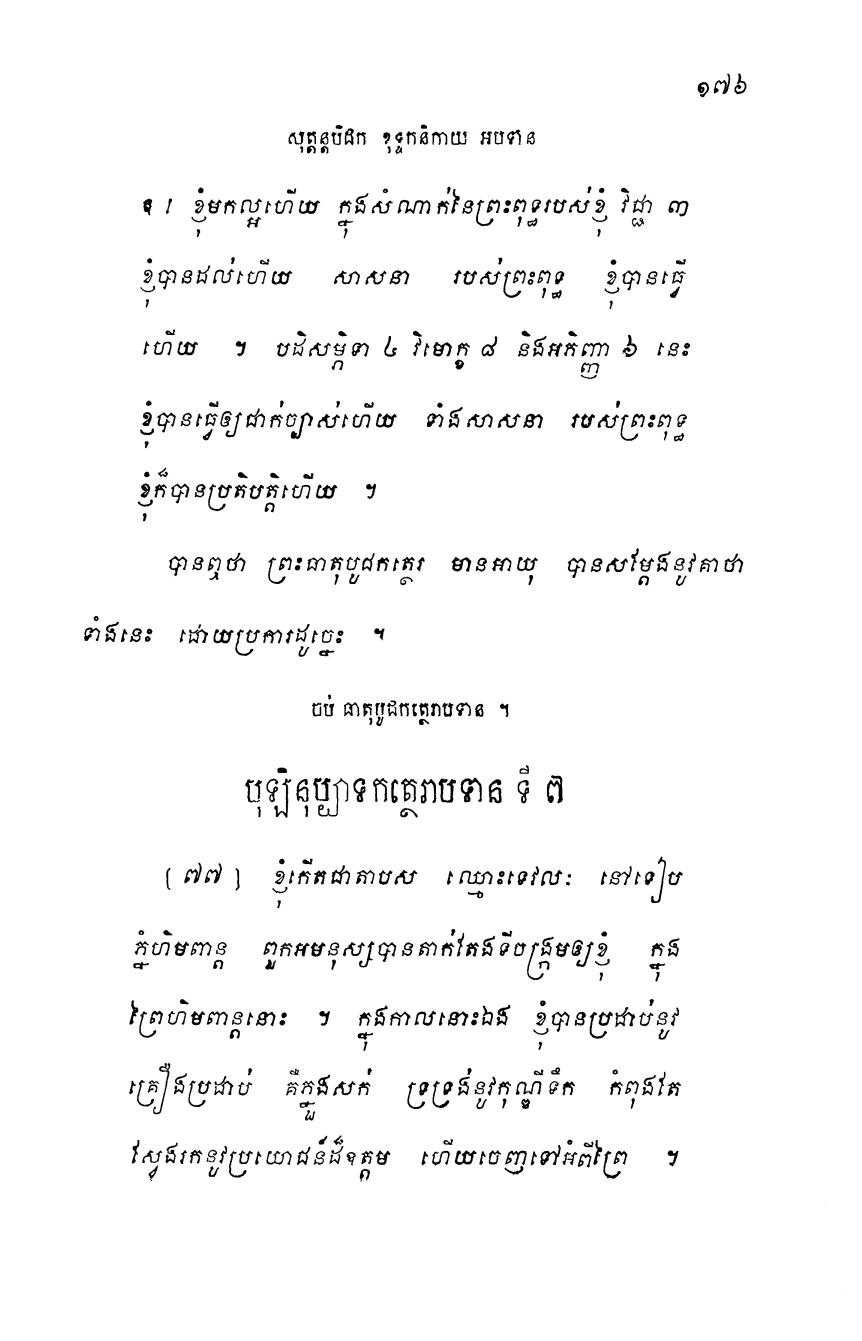 ១៧៦
សុត្តន្តបិដក ខុទ្ទកនិកាយ អបទាន
ៗ ។ ខ្ញុំមកល្អហើយ ក្នុងសំណាក់នៃព្រះពុទ្ធរបស់ខ្ញុំ វិជ្ជា ៣
ខ្ញុំបានដល់ហើយ សាសនា របស់ព្រះពុទ្ធ ខ្ញុំបានធ្វើ
ហើយ ។ បដិសម្ភិទា ៤ វិមោក្ខ ៨ និងអភិញ្ញា ៦ នេះ
ខ្ញុំបានធ្វើឲ្យជាក់ច្បាស់ហើយ ទាំងសាសនា របស់ព្រះពុទ្ធ
ខ្ញុំក៏បានប្រតិបត្តិហើយ ។
បានឮថា ព្រះធាតុបូជកត្ថេរ មានអាយុ បានសម្តែងនូវគាថា
ទាំងនេះ ដោយប្រការដូច្នេះ ។
ចប់ ធាតុបូជកត្ថេរាបទាន ។
បុឡិនុប្បាទកត្ថេរាបទាន ទី ៧
[ ៧៧ ] ខ្ញុំកើតជាតាបស ឈ្មោះទេវលៈ នៅទៀប
ភ្នំហិមពាន្ត ពួកអមនុស្សបានតាក់តែងទីចង្ក្រមឲ្យខ្ញុំ ក្នុង
ព្រៃហិមពាន្តនោះ ។ ក្នុងកាលនោះឯង ខ្ញុំបានប្រដាប់នូវ
គ្រឿងប្រដាប់ គឺភ្នួងសក់ ទ្រទ្រង់នូវកុណ្ឌីទឹក កំពុងតែ
ស្វែងរកនូវប្រយោជន៍ដ៏ឧត្តម ហើយចេញទៅអំពីព្រៃ ។